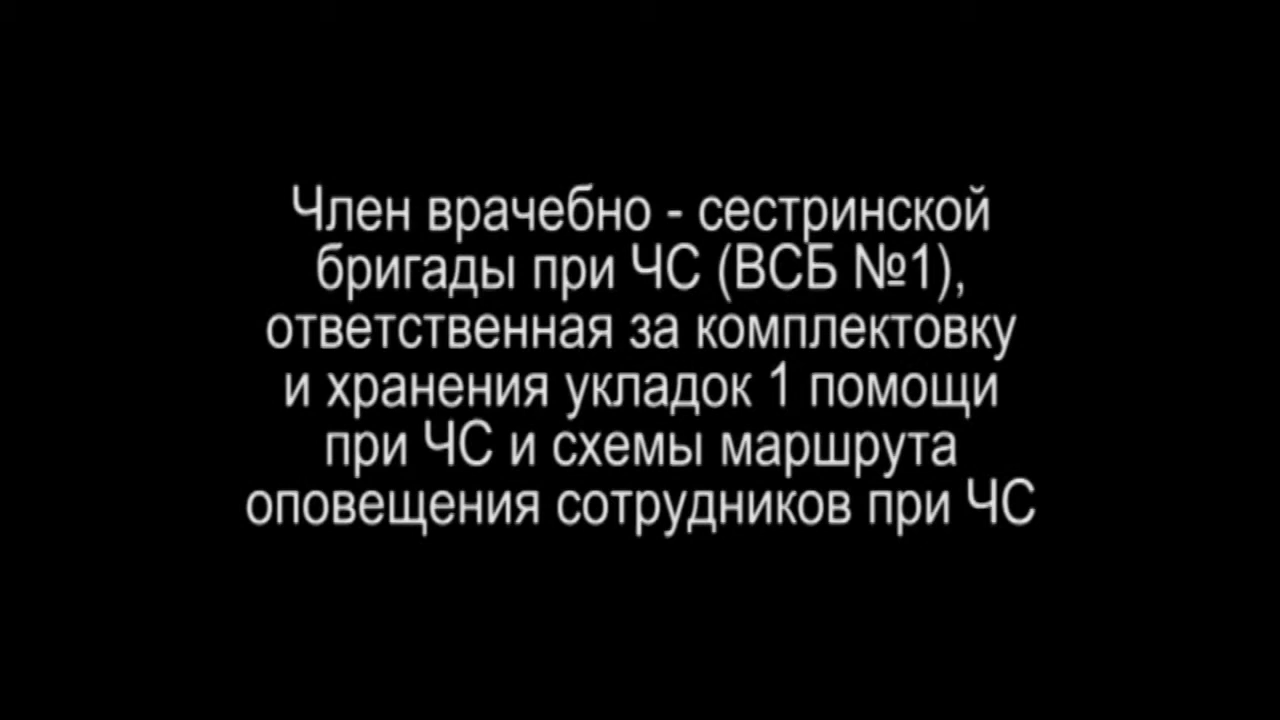 Член врачебно - сестринской
бригады при ЧС (ВСБ №1),
ответственная за комплектовку
и хранения укладок 1 помощи
при ЧС и схемы маршрута
оповещения сотрудников при ЧС